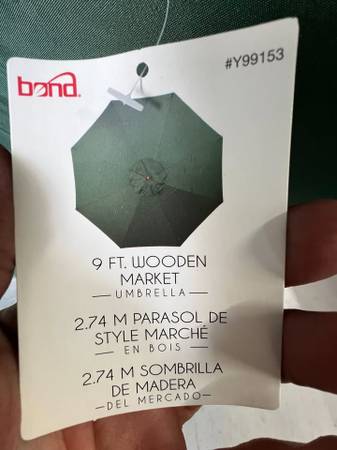 bond
#Y99153
9 FT. WOODEN
MARKET
UMBRELLA
2.74 M PARASOL DE
STYLE MARCHÉ
EN BOIS
2.74 M SOMBRILLA
DE MADERA
DEL MERCADO